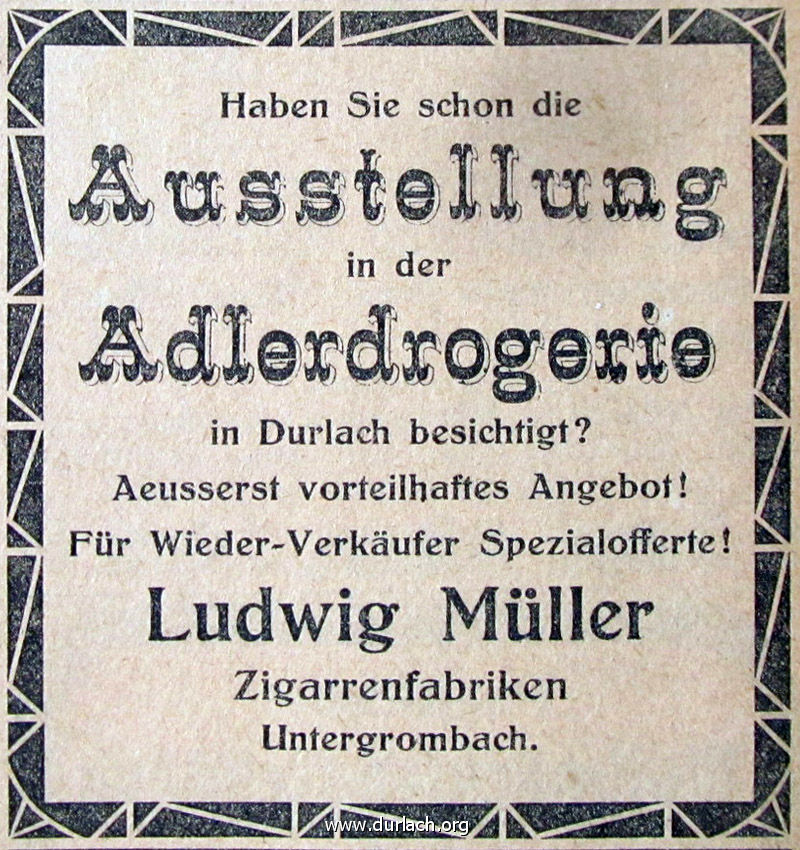 Haben Sie schon die
Ausstellung
in der
Adlerdrogerie
in Durlach besichtigt?
Aeusserst vorteilhaftes Angebot!
Für Wieder-Verkäufer Spezialofferte!
Ludwig Müller
Zigarrenfabriken
Untergrombach.
www.durlach.org